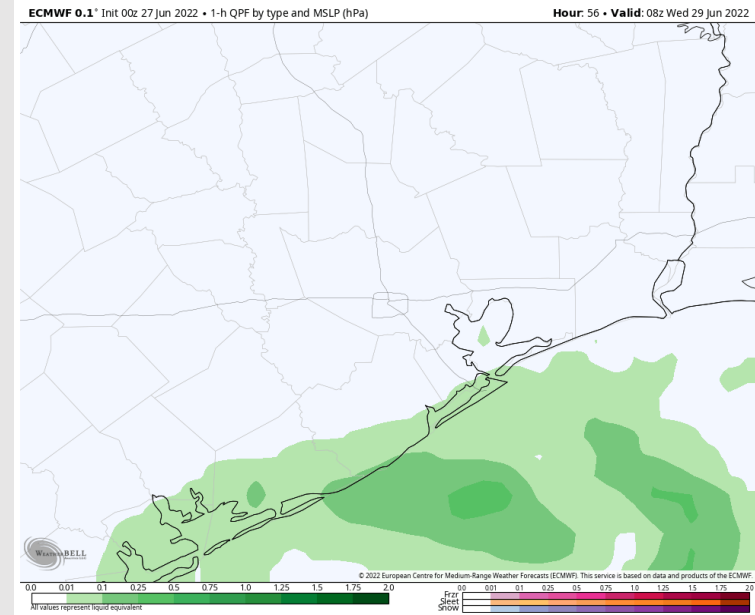 ECMWF 0.1° Init 00z 27 Jun 2022 • 1-h QPF by type and MSLP (hPa) Hour: 56 • Valid: 08z Wed 29 Jun 2022
WEATHERBELL
© 2022 European Centre for Medium-Range Weather Forecasts (ECMWF). This service is based on data and products of the ECMWF.
0.0 0.01 0.1 0.25 0.5 0.75 1.0 1.25 1.5 1.75 2.0
All values represent liquid equivalent
0.0 0.01 0.1 0.25 0.5 0.75 1.0 1.25 1.5 1.75 2.0
Frzr
Sleet
Snow